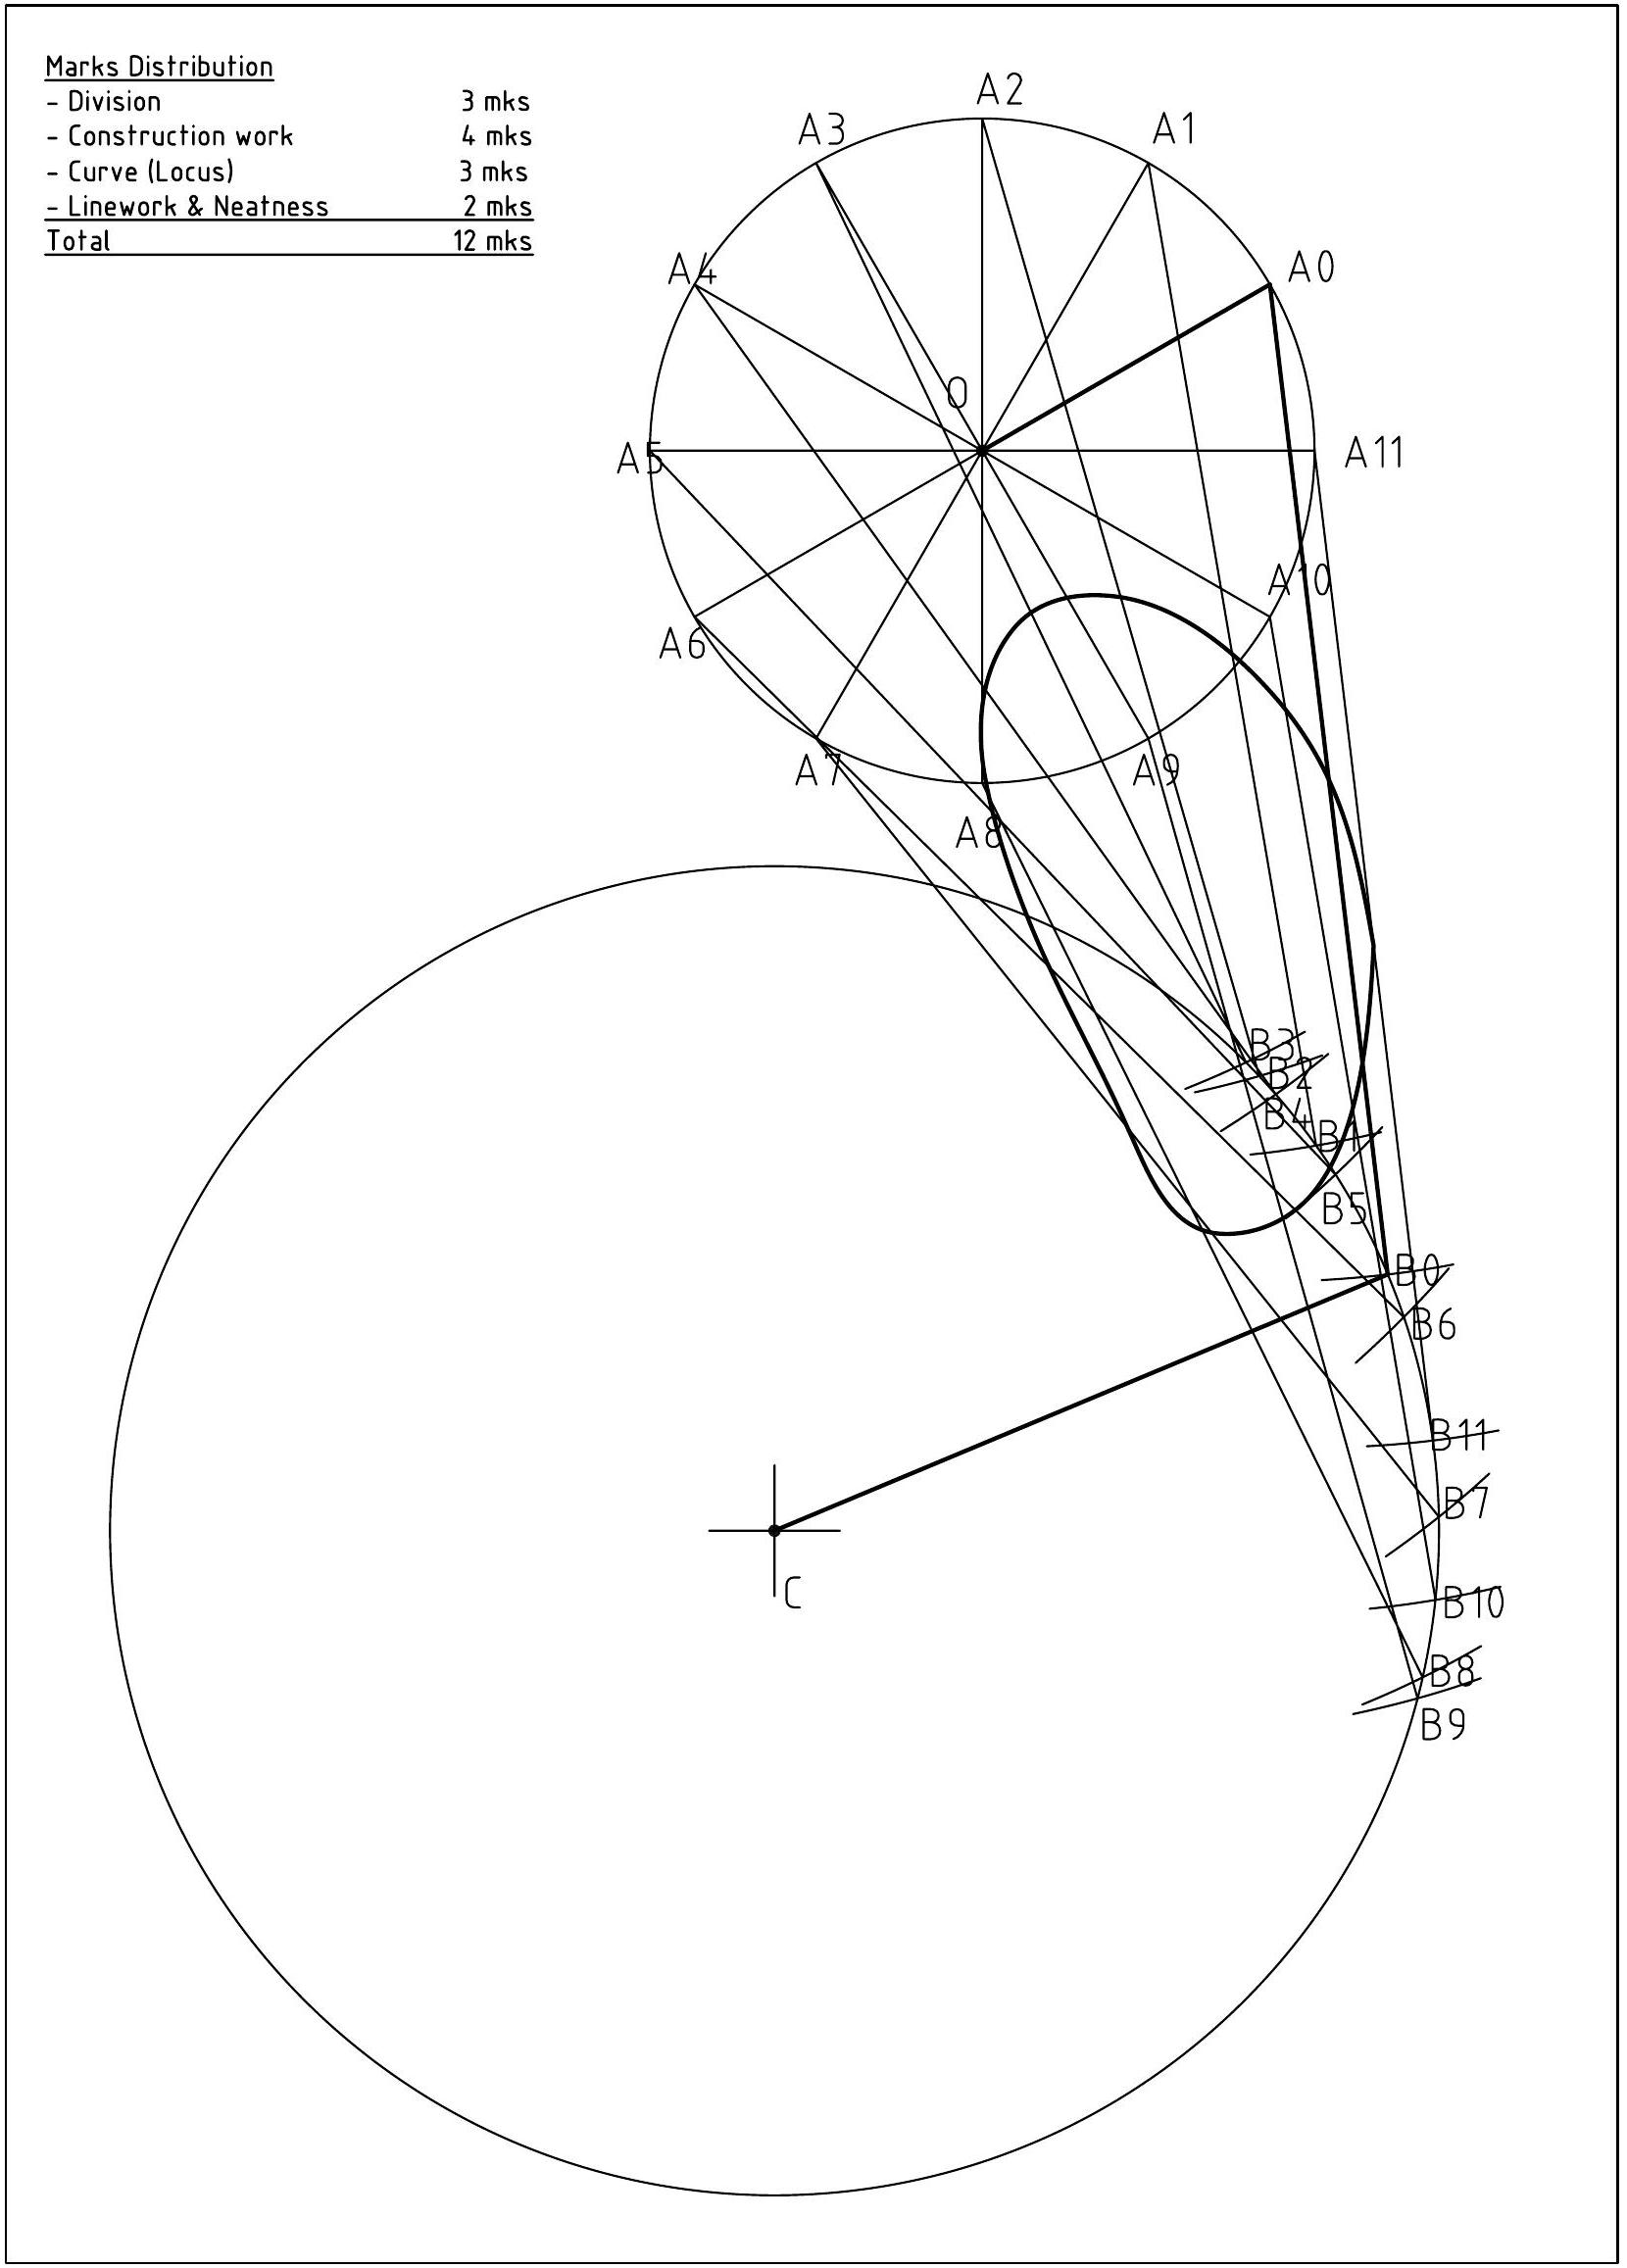 Marks Distribution
- Division 3 mks
- Construction work 4 mks
- Curve (Locus) 3 mks
- Linework & Neatness 2 mks
Total 12 mks
A2
A3
A1
A4
A0
O
A5
A11
A10
A6
A7
A9
A8
B3
B2
B4
B1
B5
B0
B6
B11
B7
C
B10
B8
B9